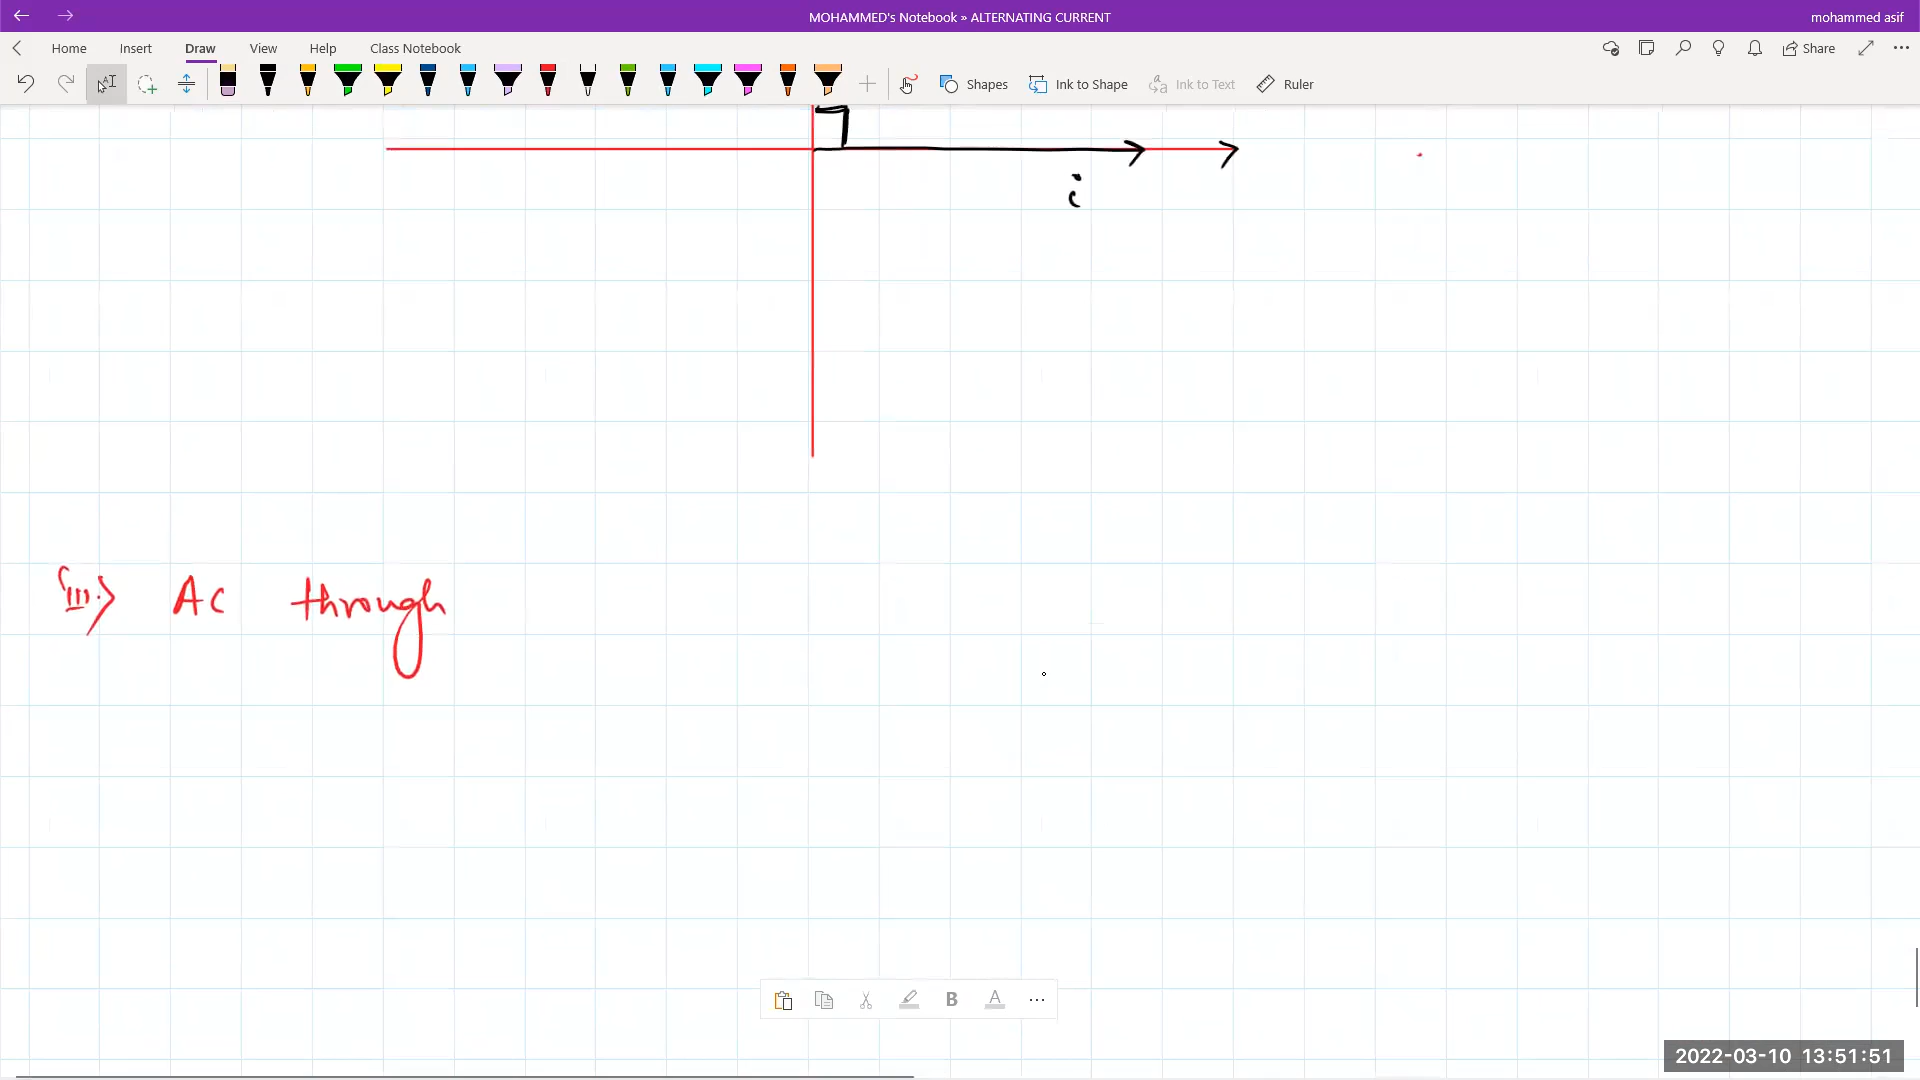 MOHAMMED's Notebook » ALTERNATING CURRENT
mohammed asif
Home Insert Draw View Help Class Notebook
Share
Shapes Ink to Shape Ink to Text Ruler
i
(iii) AC through
B A
2022-03-10 13:51:51